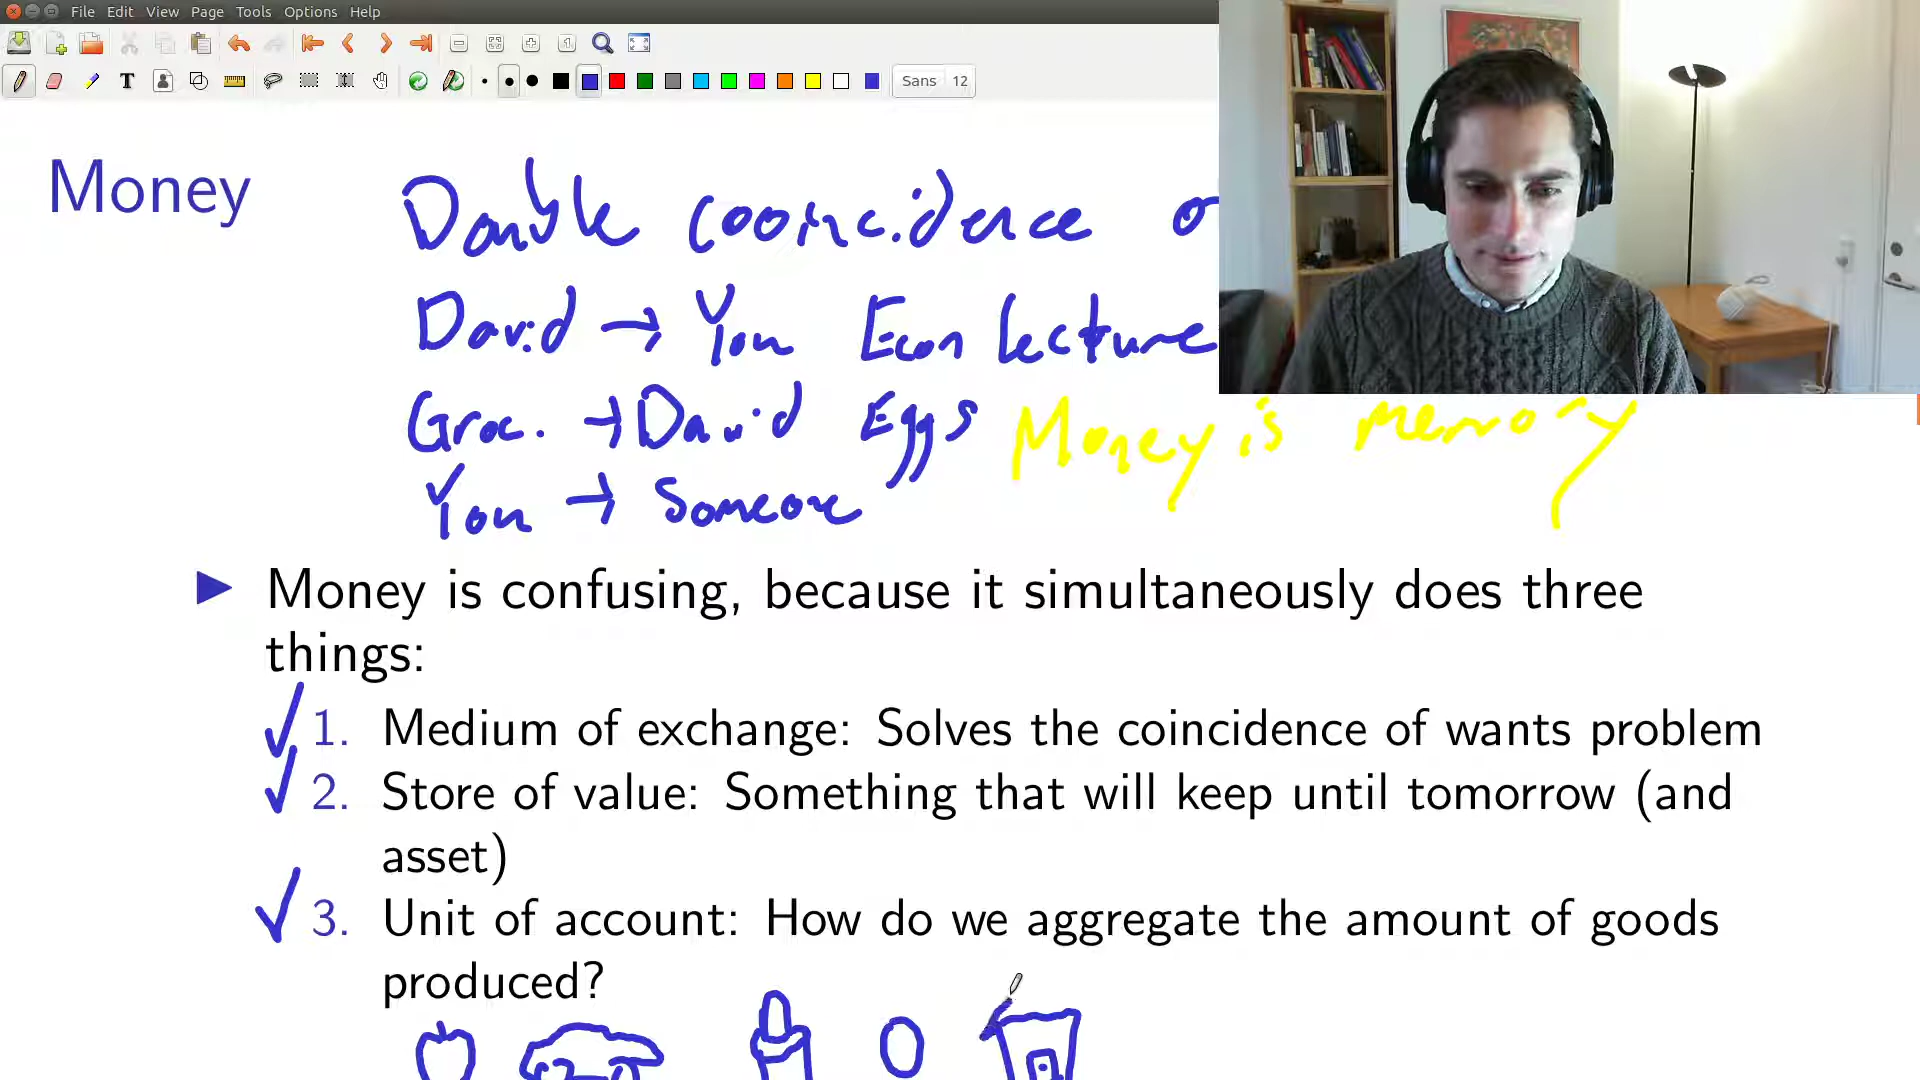 File Edit View Page Tools Options Help
Sans 12
Money
Double cooincidence o
David → You Econ lecture
Groc. → David Eggs Money is memory
You → Someone
▶ Money is confusing, because it simultaneously does three
things:
✓ 1. Medium of exchange: Solves the coincidence of wants problem
✓ 2. Store of value: Something that will keep until tomorrow (and
asset)
✓ 3. Unit of account: How do we aggregate the amount of goods
produced?